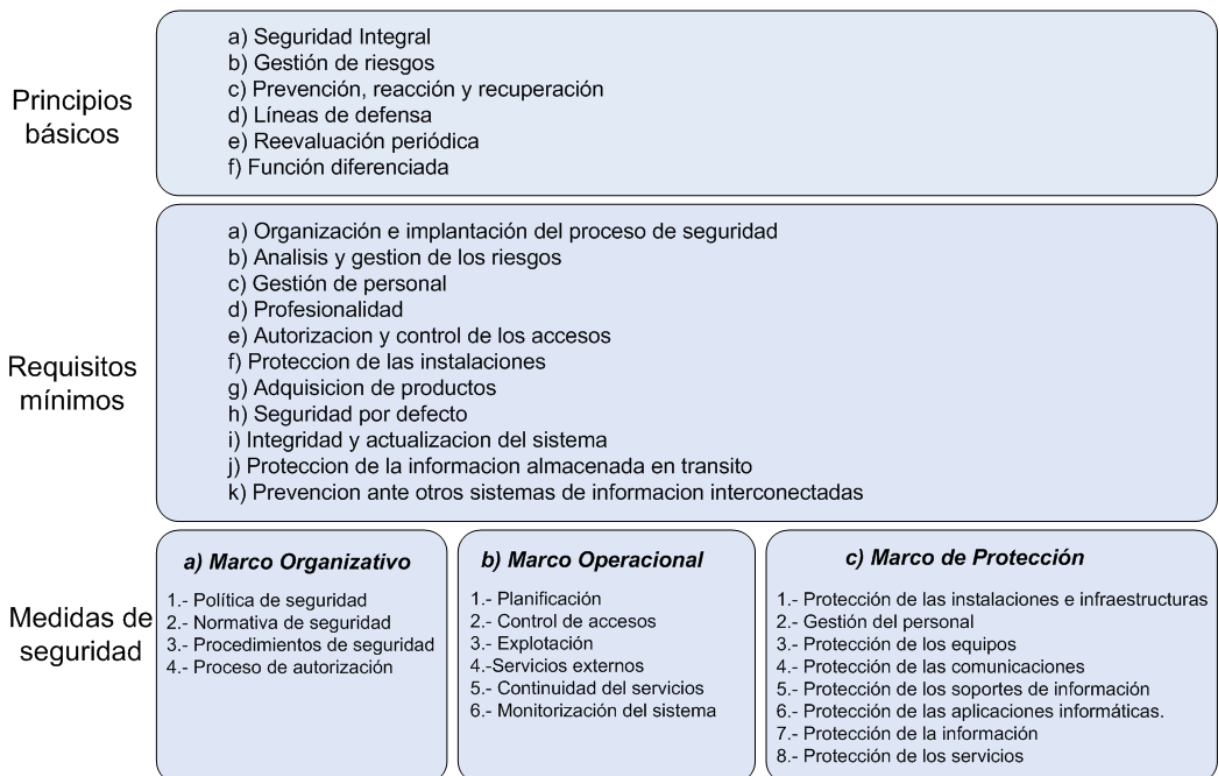 Principios
básicos
a) Seguridad Integral
b) Gestión de riesgos
c) Prevención, reacción y recuperación
d) Líneas de defensa
e) Reevaluación periódica
f) Función diferenciada
Requisitos
mínimos
a) Organización e implantación del proceso de seguridad
b) Analisis y gestion de los riesgos
c) Gestión de personal
d) Profesionalidad
e) Autorizacion y control de los accesos
f) Proteccion de las instalaciones
g) Adquisicion de productos
h) Seguridad por defecto
i) Integridad y actualizacion del sistema
j) Proteccion de la informacion almacenada en transito
k) Prevencion ante otros sistemas de informacion interconectadas
Medidas de
seguridad
a) Marco Organizativo
1.- Política de seguridad
2.- Normativa de seguridad
3.- Procedimientos de seguridad
4.- Proceso de autorización
b) Marco Operacional
1.- Planificación
2.- Control de accesos
3.- Explotación
4.-Servicios externos
5.- Continuidad del servicios
6.- Monitorización del sistema
c) Marco de Protección
1.- Protección de las instalaciones e infraestructuras
2.- Gestión del personal
3.- Protección de los equipos
4.- Protección de las comunicaciones
5.- Protección de los soportes de información
6.- Protección de las aplicaciones informáticas.
7.- Protección de la información
8.- Protección de los servicios